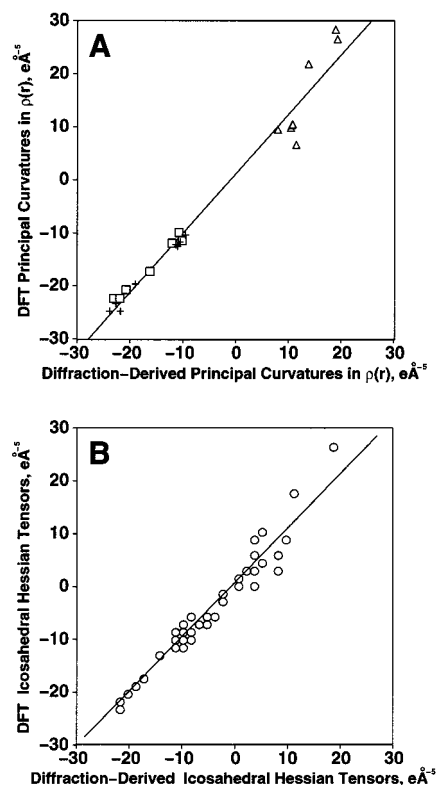 A
DFT Principal Curvatures in ρ(r), eÅ⁻⁵
30
20
10
0
−10
−20
−30
−30 −20 −10 0 10 20 30
Diffraction−Derived Principal Curvatures in ρ(r), eÅ⁻⁵
B
DFT Icosahedral Hessian Tensors, eÅ⁻⁵
30
20
10
0
−10
−20
−30
−30 −20 −10 0 10 20 30
Diffraction−Derived Icosahedral Hessian Tensors, eÅ⁻⁵